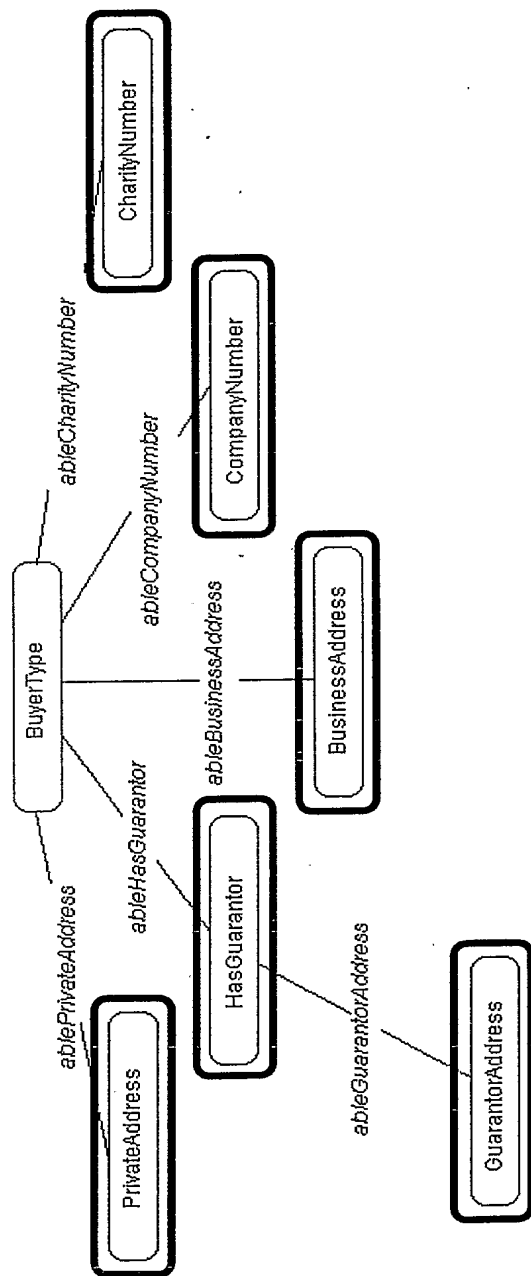 BuyerType
ablePrivateAddress
ableHasGuarantor
ableBusinessAddress
ableCompanyNumber
ableCharityNumber
PrivateAddress
HasGuarantor
BusinessAddress
CompanyNumber
CharityNumber
ableGuarantorAddress
GuarantorAddress